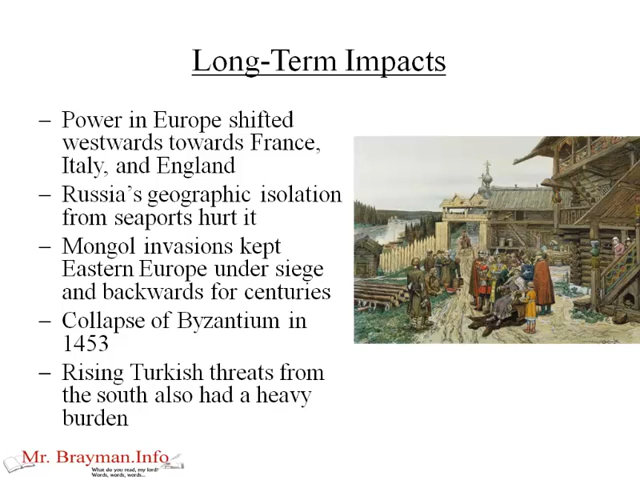 Long-Term Impacts
– Power in Europe shifted
westwards towards France,
Italy, and England
– Russia's geographic isolation
from seaports hurt it
– Mongol invasions kept
Eastern Europe under siege
and backwards for centuries
– Collapse of Byzantium in
1453
– Rising Turkish threats from
the south also had a heavy
burden
Mr. Brayman.Info
What do you read, my lord?
Words, words, words...